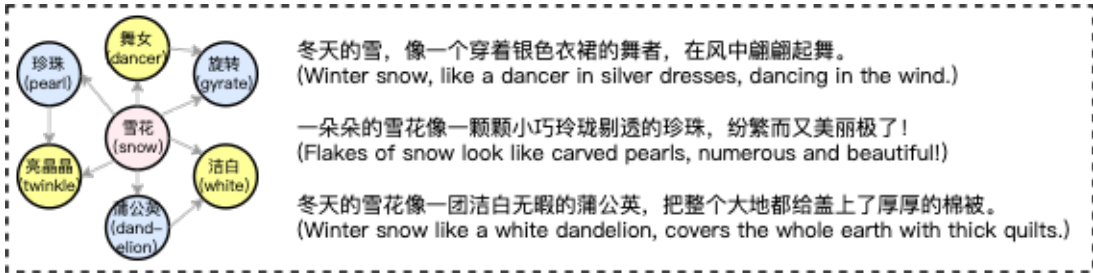 舞女
(dancer)
珍珠
(pearl)
旋转
(gyrate)
雪花
(snow)
亮晶晶
(twinkle)
洁白
(white)
蒲公英
(dand-
elion)
冬天的雪，像一个穿着银色衣裙的舞者，在风中翩翩起舞。
(Winter snow, like a dancer in silver dresses, dancing in the wind.)
一朵朵的雪花像一颗颗小巧玲珑剔透的珍珠，纷繁而又美丽极了！
(Flakes of snow look like carved pearls, numerous and beautiful!)
冬天的雪花像一团洁白无暇的蒲公英，把整个大地都给盖上了厚厚的棉被。
(Winter snow like a white dandelion, covers the whole earth with thick quilts.)